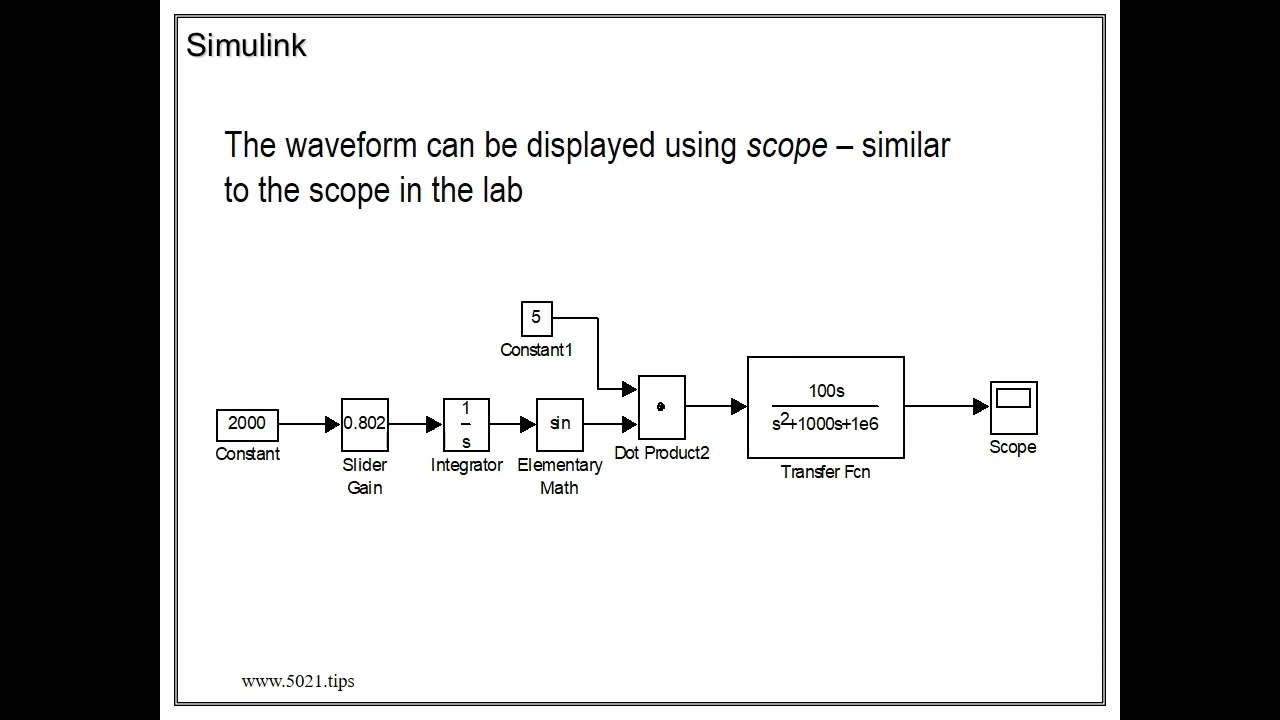 Simulink
The waveform can be displayed using scope – similar
to the scope in the lab
5
Constant1
2000
Constant
0.802
Slider
Gain
1
s
Integrator
sin
Elementary
Math
Dot Product2
100s
s2+1000s+1e6
Transfer Fcn
Scope
www.5021.tips